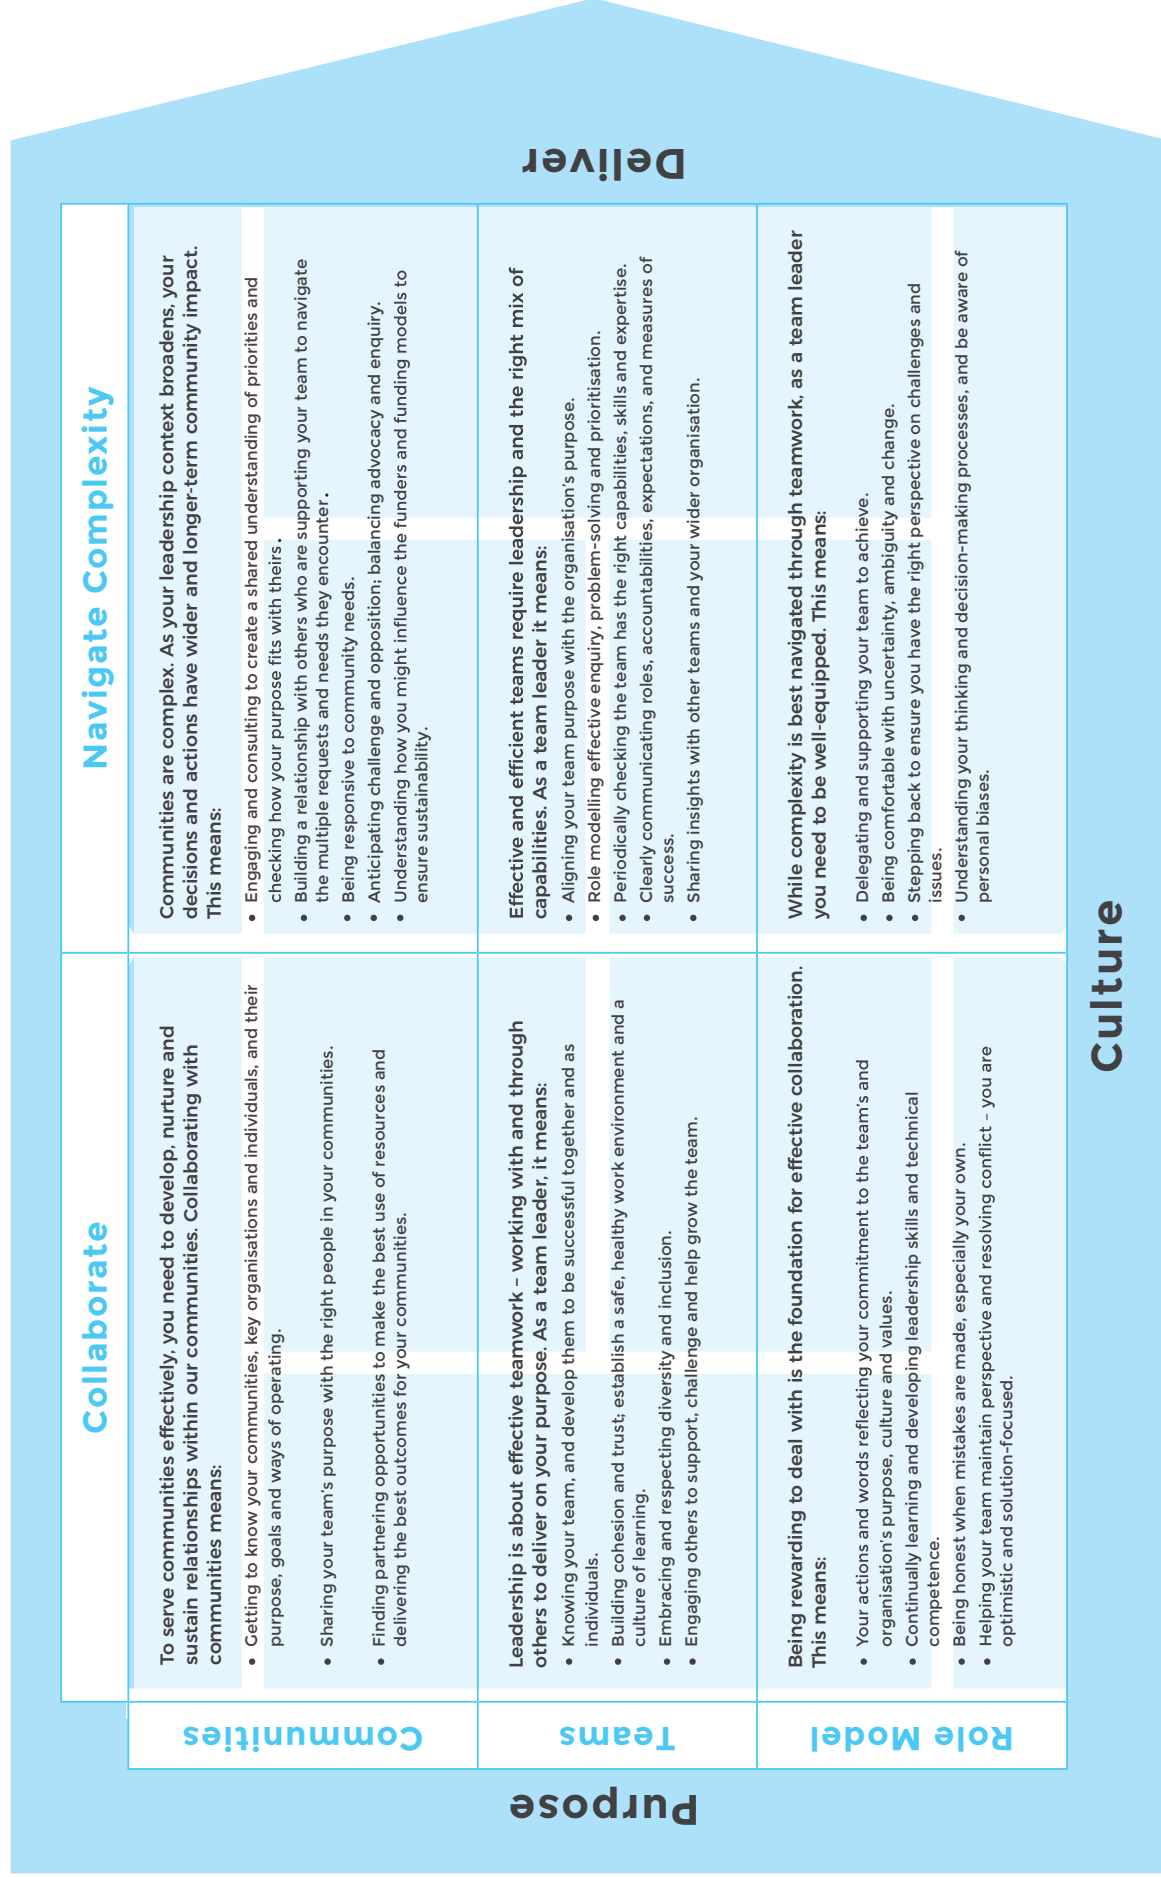 Collaborate
Navigate Complexity
Purpose
Communities
To serve communities effectively, you need to develop, nurture and
sustain relationships within our communities. Collaborating with
communities means:
• Getting to know your communities, key organisations and individuals, and their
purpose, goals and ways of operating.
• Sharing your team's purpose with the right people in your communities.
• Finding partnering opportunities to make the best use of resources and
delivering the best outcomes for your communities.
Communities are complex. As your leadership context broadens, your
decisions and actions have wider and longer-term community impact.
This means:
• Engaging and consulting to create a shared understanding of priorities and
checking how your purpose fits with theirs.
• Building a relationship with others who are supporting your team to navigate
the multiple requests and needs they encounter.
• Being responsive to community needs.
• Anticipating challenge and opposition; balancing advocacy and enquiry.
• Understanding how you might influence the funders and funding models to
ensure sustainability.
Teams
Leadership is about effective teamwork – working with and through
others to deliver on your purpose. As a team leader, it means:
• Knowing your team, and develop them to be successful together and as
individuals.
• Building cohesion and trust; establish a safe, healthy work environment and a
culture of learning.
• Embracing and respecting diversity and inclusion.
• Engaging others to support, challenge and help grow the team.
Effective and efficient teams require leadership and the right mix of
capabilities. As a team leader it means:
• Aligning your team purpose with the organisation's purpose.
• Role modelling effective enquiry, problem-solving and prioritisation.
• Periodically checking the team has the right capabilities, skills and expertise.
• Clearly communicating roles, accountabilities, expectations, and measures of
success.
• Sharing insights with other teams and your wider organisation.
Role Model
Being rewarding to deal with is the foundation for effective collaboration.
This means:
• Your actions and words reflecting your commitment to the team's and
organisation's purpose, culture and values.
• Continually learning and developing leadership skills and technical
competence.
• Being honest when mistakes are made, especially your own.
• Helping your team maintain perspective and resolving conflict – you are
optimistic and solution-focused.
While complexity is best navigated through teamwork, as a team leader
you need to be well-equipped. This means:
• Delegating and supporting your team to achieve.
• Being comfortable with uncertainty, ambiguity and change.
• Stepping back to ensure you have the right perspective on challenges and
issues.
• Understanding your thinking and decision-making processes, and be aware of
personal biases.
Deliver
Culture